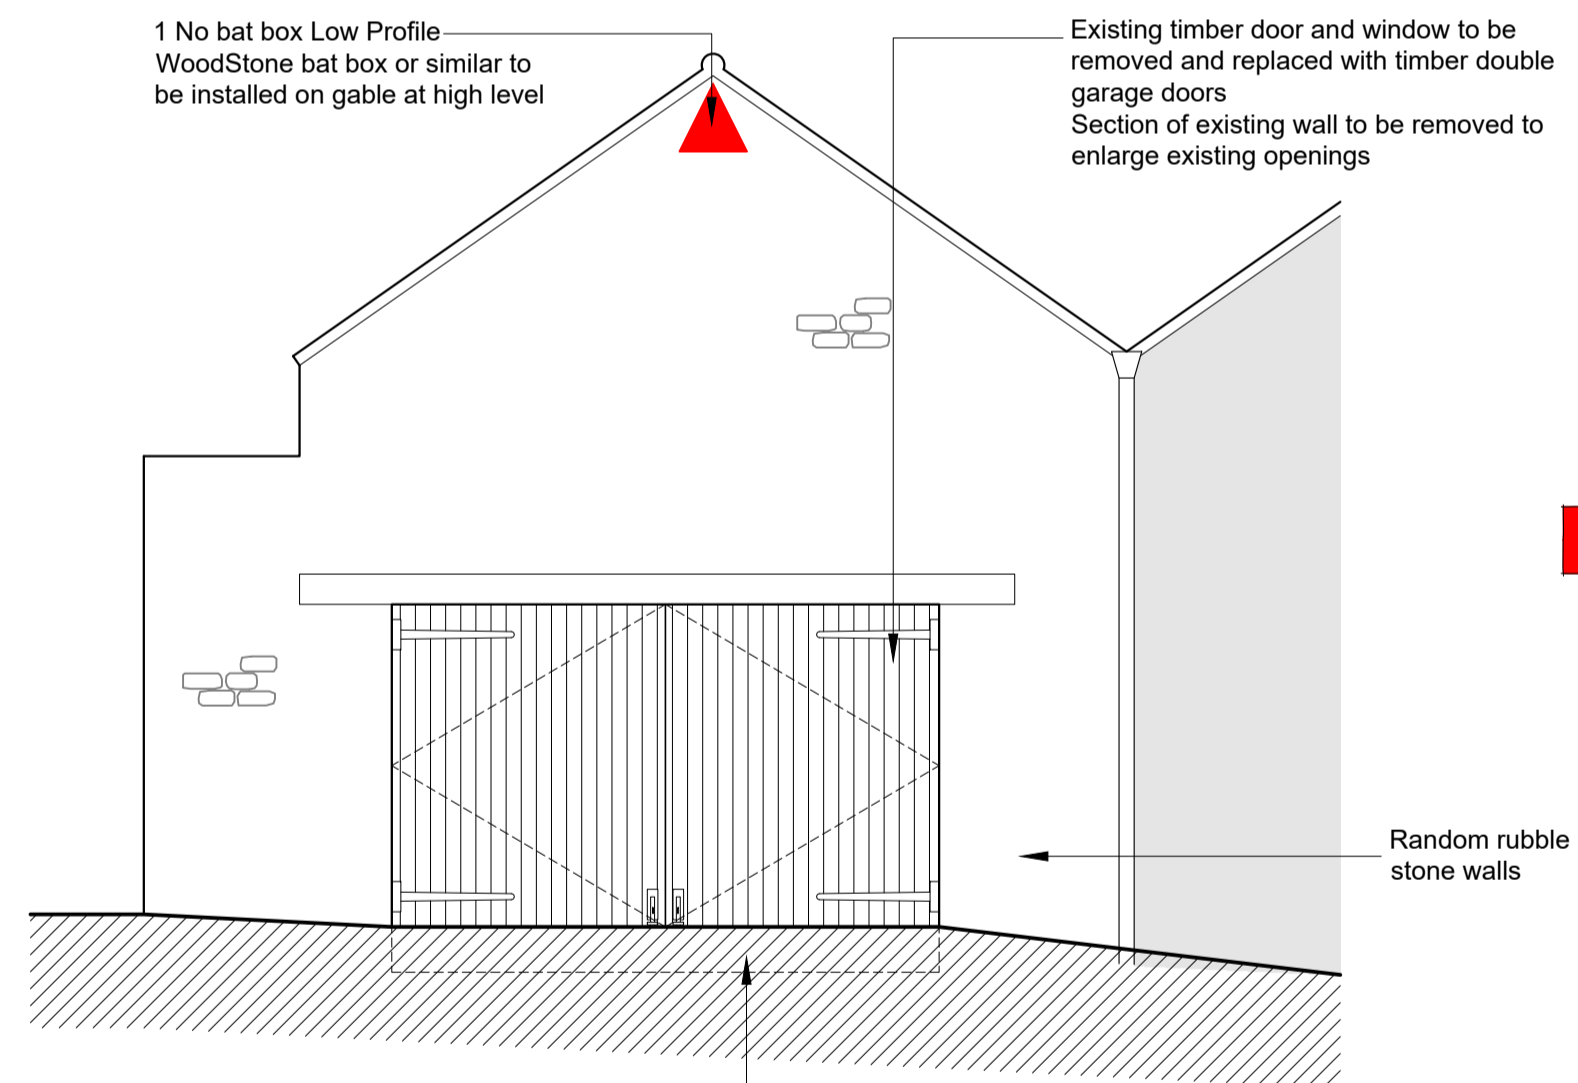 1 No bat box Low Profile
WoodStone bat box or similar to
be installed on gable at high level
Existing timber door and window to be
removed and replaced with timber double
garage doors
Section of existing wall to be removed to
enlarge existing openings
Random rubble
stone walls